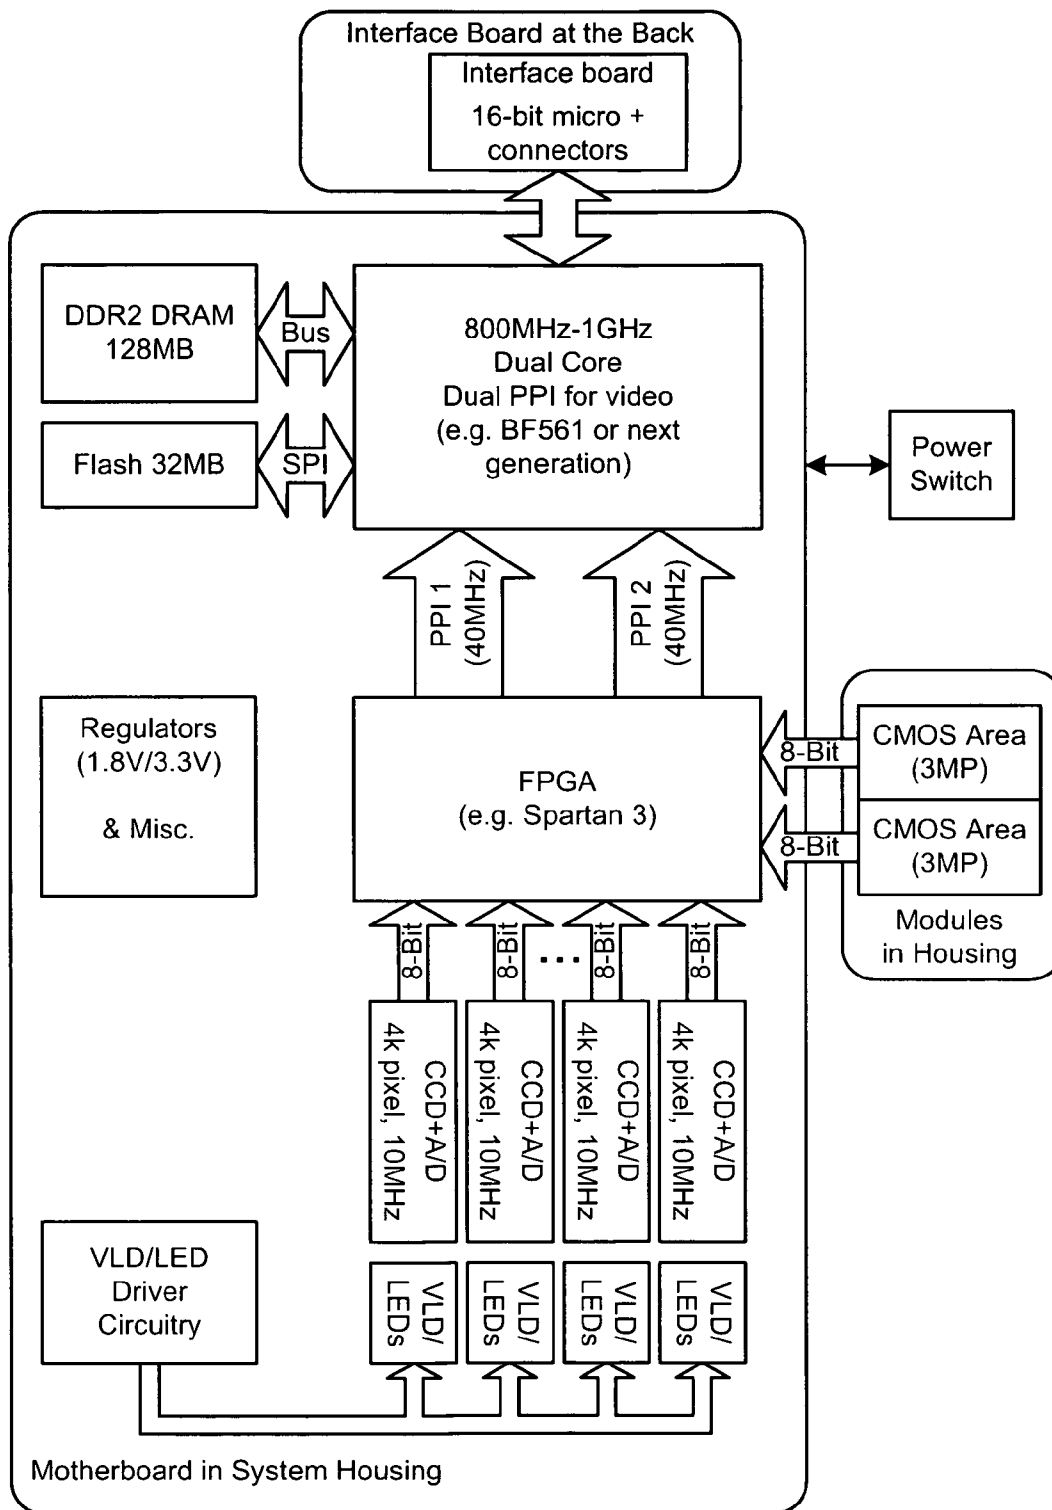 Interface Board at the Back
Interface board
16-bit micro +
connectors
DDR2 DRAM
128MB
Bus
800MHz-1GHz
Dual Core
Dual PPI for video
(e.g. BF561 or next
generation)
Flash 32MB
SPI
Power
Switch
PPI 1
(40MHz)
PPI 2
(40MHz)
Regulators
(1.8V/3.3V)
& Misc.
FPGA
(e.g. Spartan 3)
8-Bit
CMOS Area
(3MP)
8-Bit
CMOS Area
(3MP)
Modules
in Housing
8-Bit
8-Bit
...
8-Bit
8-Bit
CCD+A/D
4k pixel, 10MHz
CCD+A/D
4k pixel, 10MHz
CCD+A/D
4k pixel, 10MHz
CCD+A/D
4k pixel, 10MHz
VLD/LED
Driver
Circuitry
VLD/
LEDs
VLD/
LEDs
VLD/
LEDs
VLD/
LEDs
Motherboard in System Housing